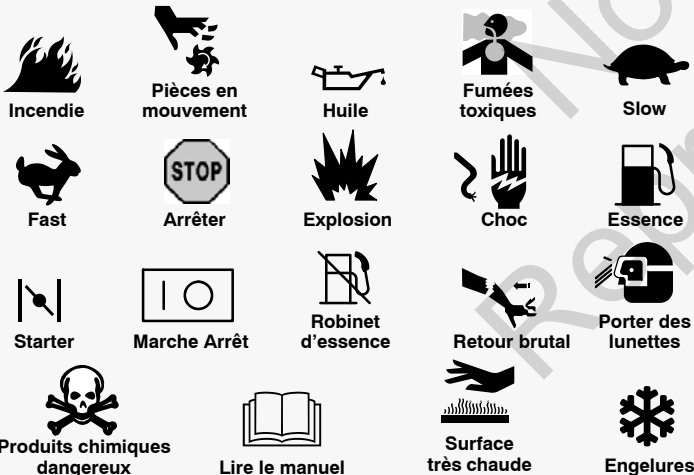 Incendie
Pièces en
mouvement
Huile
Fumées
toxiques
Slow
Fast
STOP
Arrêter
Explosion
Choc
Essence
Starter
Marche Arrêt
Robinet
d’essence
Retour brutal
Porter des
lunettes
Produits chimiques
dangereux
Lire le manuel
Surface
très chaude
Engelures